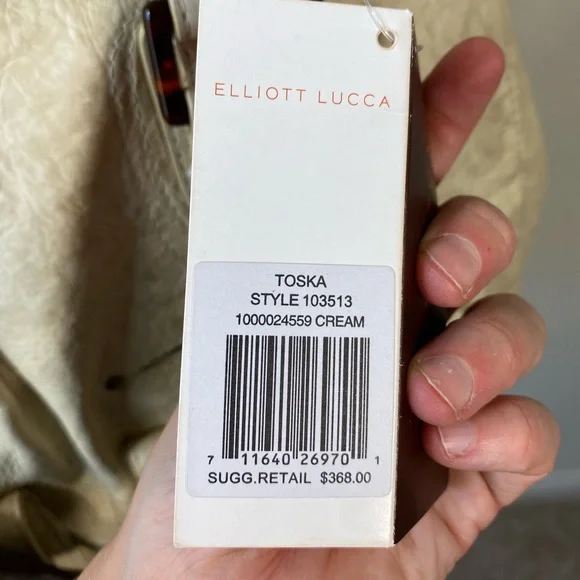 ELLIOTT LUCCA
TOSKA
STYLE 103513
1000024559 CREAM
7 11640 26970 1
SUGG.RETAIL $368.00